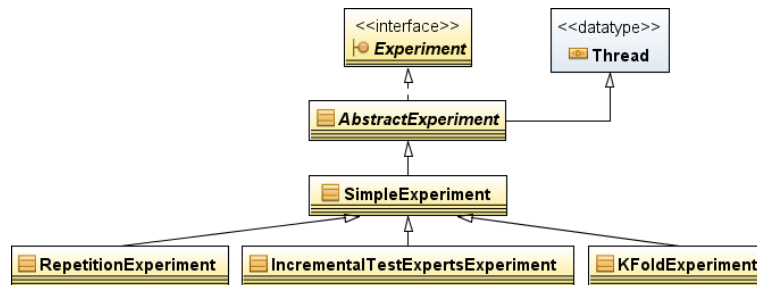 <<interface>>
Experiment
<<datatype>>
Thread
AbstractExperiment
SimpleExperiment
RepetitionExperiment
IncrementalTestExpertsExperiment
KFoldExperiment